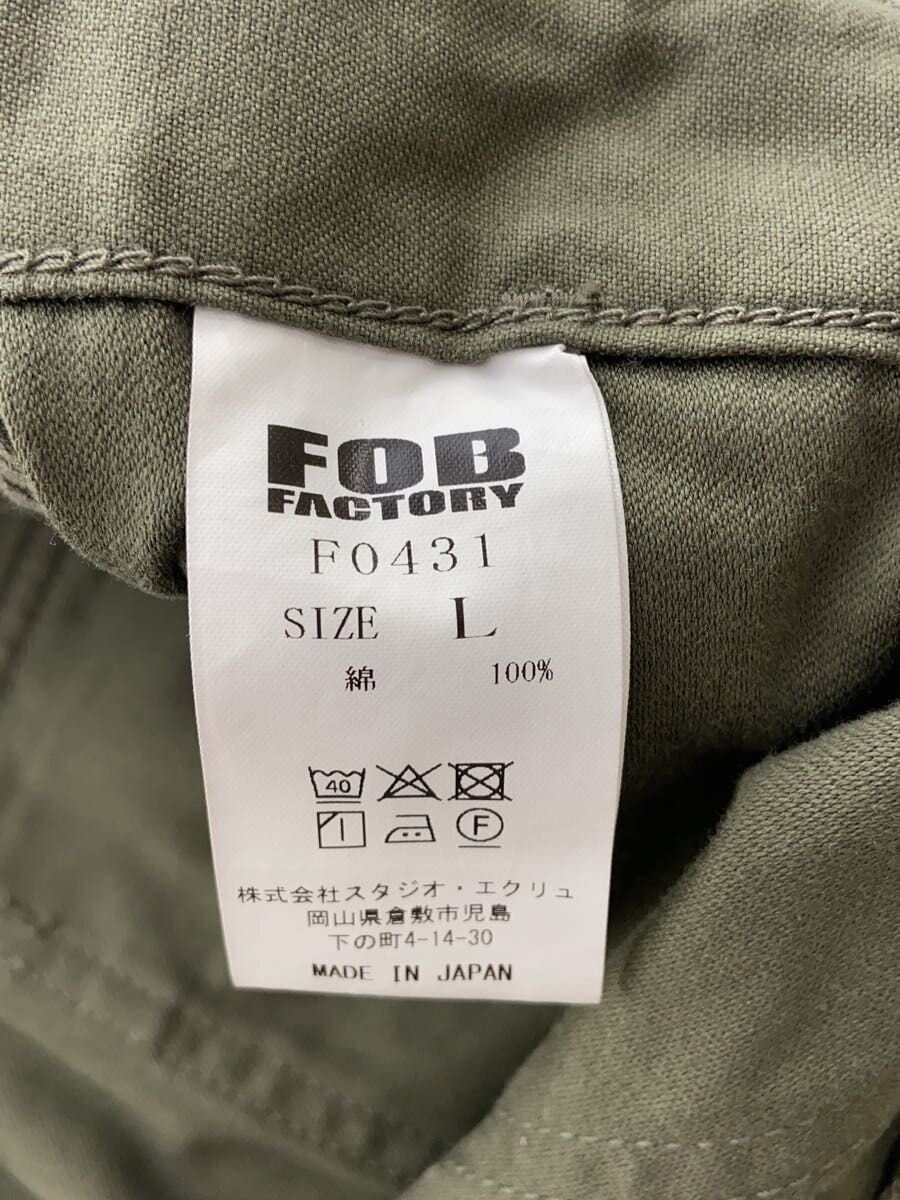 FOB
FACTORY
F0431
SIZE L
綿 100%
40
F
株式会社スタジオ・エクリュ
岡山県倉敷市児島
下の町4-14-30
MADE IN JAPAN